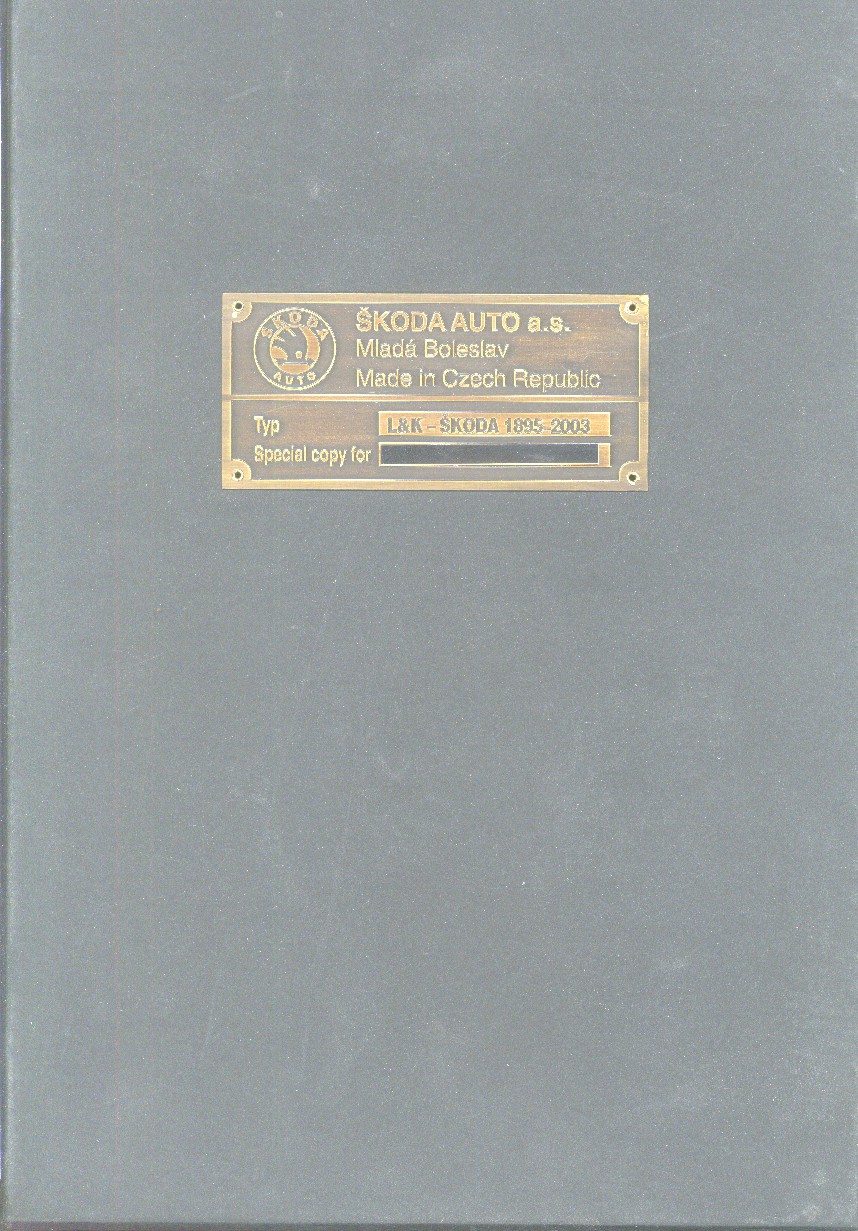 ŠKODA
AUTO
ŠKODA AUTO a.s.
Mladá Boleslav
Made in Czech Republic
Typ L&K - ŠKODA 1895-2003
Special copy for